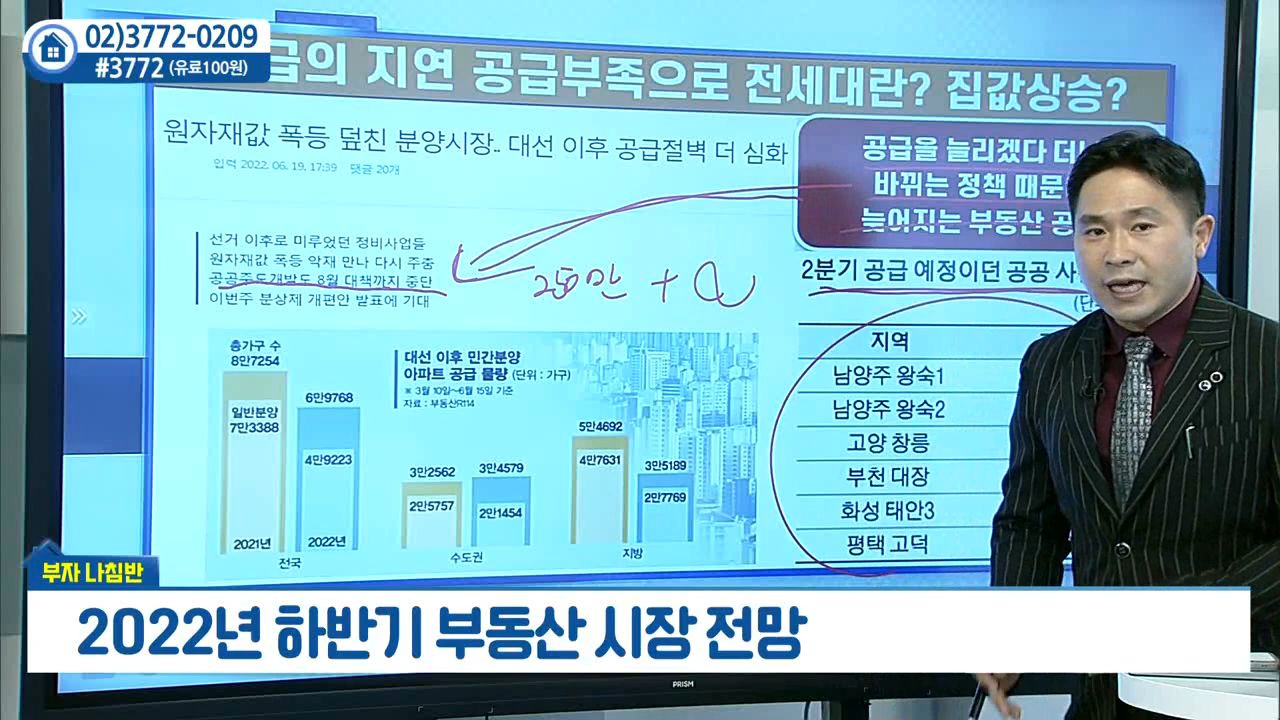 02)3772-0209
#3772 (유료100원)
급의 지연 공급부족으로 전세대란? 집값상승?
원자재값 폭등 덮친 분양시장.. 대선 이후 공급절벽 더 심화
입력 2022. 06. 19. 17:39 댓글 20개
선거 이후로 미루었던 정비사업들
원자재값 폭등 악재 만나 다시 주춤
공공주도개발도 8월 대책까지 중단
이번주 분상제 개편안 발표에 기대
250만 +
공급을 늘리겠다
바뀌는 정책
늦어지는 부동산
2분기 공급 예정이던 공공
지역
남양주 왕숙1
남양주 왕숙2
고양 창릉
부천 대장
화성 태안3
평택 고덕
대선 이후 민간분양
아파트 공급 물량 (단위 : 가구)
※ 3월 10일~6월 15일 기준
자료 : 부동산R114
총가구 수
8만7254
일반분양
7만3388
2021년
6만9768
4만9223
2022년
전국
3만2562
2만5757
3만4579
2만1454
수도권
5만4692
4만7631
3만5189
2만7769
지방
부자 나침반
2022년 하반기 부동산 시장 전망
PRISM